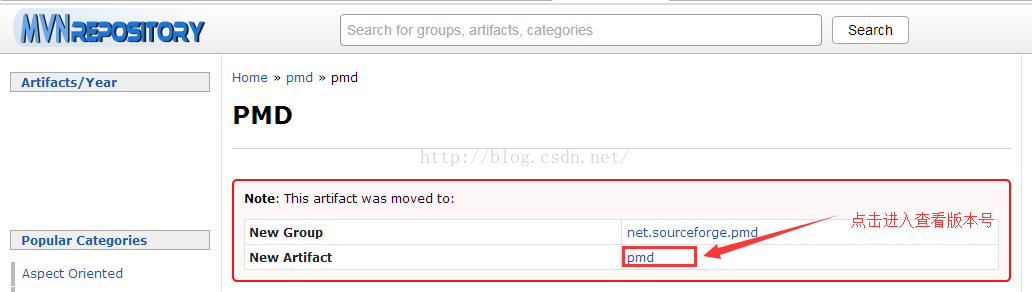 MVNREPOSITORY
Search for groups, artifacts, categories
Search
Artifacts/Year
Home » pmd » pmd
PMD
http://blog.csdn.net/
Note: This artifact was moved to:
New Group net.sourceforge.pmd
New Artifact pmd
点击进入查看版本号
Popular Categories
Aspect Oriented